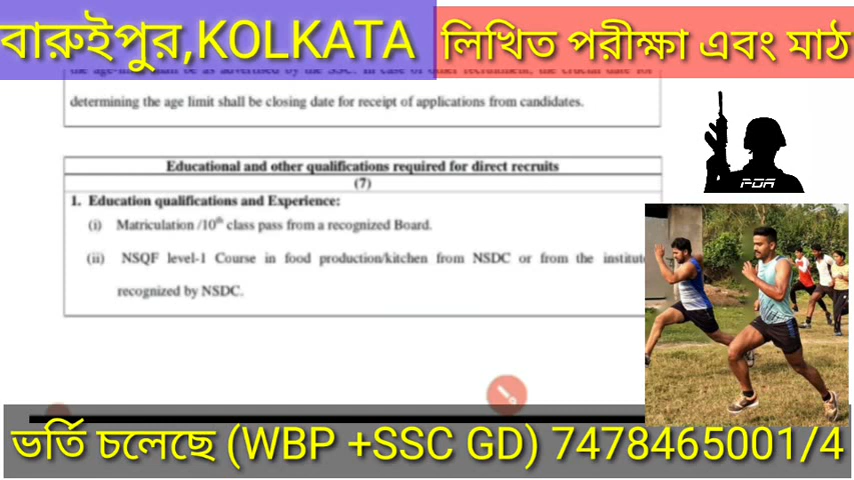 বারুইপুর,KOLKATA লিখিত পরীক্ষা এবং মাঠ
determining the age limit shall be closing date for receipt of applications from candidates.
Educational and other qualifications required for direct recruits
(7)
1. Education qualifications and Experience:
(i) Matriculation /10th class pass from a recognized Board.
(ii) NSQF level-1 Course in food production/kitchen from NSDC or from the institute
recognized by NSDC.
PDA
ভর্তি চলেছে (WBP +SSC GD) 7478465001/4